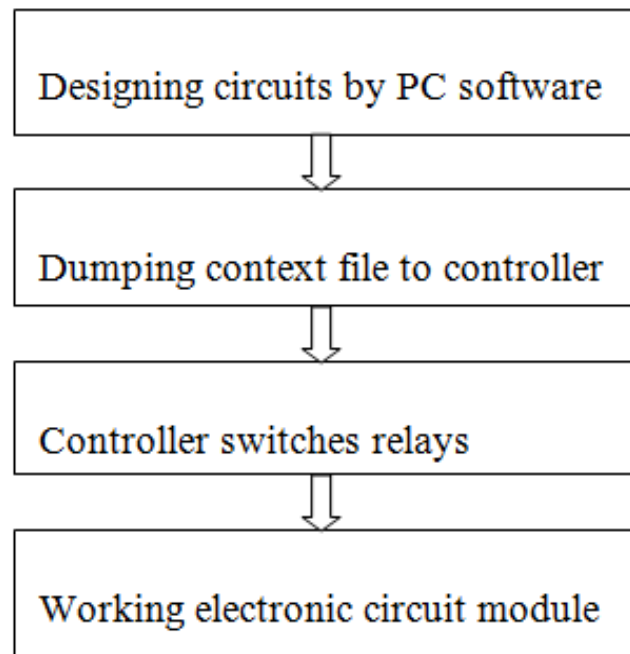 Designing circuits by PC software
Dumping context file to controller
Controller switches relays
Working electronic circuit module